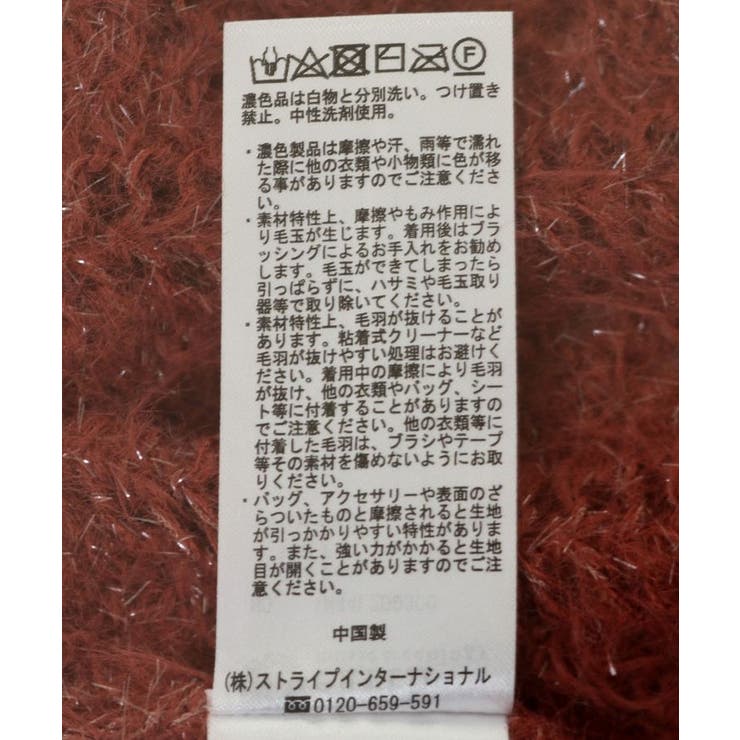 濃色品は白物と分別洗い。つけ置き
禁止。中性洗剤使用。
・濃色製品は摩擦や汗、雨等で濡れ
た際に他の衣類や小物類に色が移
る事がありますのでご注意くださ
い。
・素材特性上、摩擦やもみ作用によ
り毛玉が生じます。着用後はブラ
ッシングによるお手入れをお勧め
します。毛玉ができてしまったら
引っぱらずに、ハサミや毛玉取り
器等で取り除いてください。
・素材特性上、毛羽が抜けることが
あります。粘着式クリーナーなど
毛羽が抜けやすい処理はお避けく
ださい。着用中の摩擦により毛羽
が抜け、他の衣類やバッグ、シー
ト等に付着することがありますの
でご注意ください。他の衣類等に
付着した毛羽は、ブラシやテープ
等その素材を傷めないようにお取
りください。
・バッグ、アクセサリーや表面のざ
らついたものと摩擦されると生地
が引っかかりやすい特性がありま
す。また、強い力がかかると生地
目が開くことがありますのでご注
意ください。
中国製
(株)ストライプインターナショナル
0120-659-591